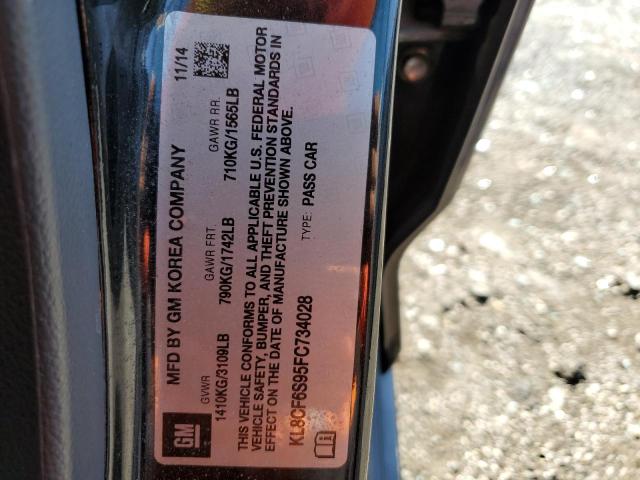 GM
MFD BY GM KOREA COMPANY 11/14
GVWR GAWR FRT. GAWR RR.
1410KG/3109LB 790KG/1742LB 710KG/1565LB
THIS VEHICLE CONFORMS TO ALL APPLICABLE U.S. FEDERAL MOTOR
VEHICLE SAFETY, BUMPER, AND THEFT PREVENTION STANDARDS IN
EFFECT ON THE DATE OF MANUFACTURE SHOWN ABOVE.
KL8CF6S95FC734028 TYPE: PASS CAR